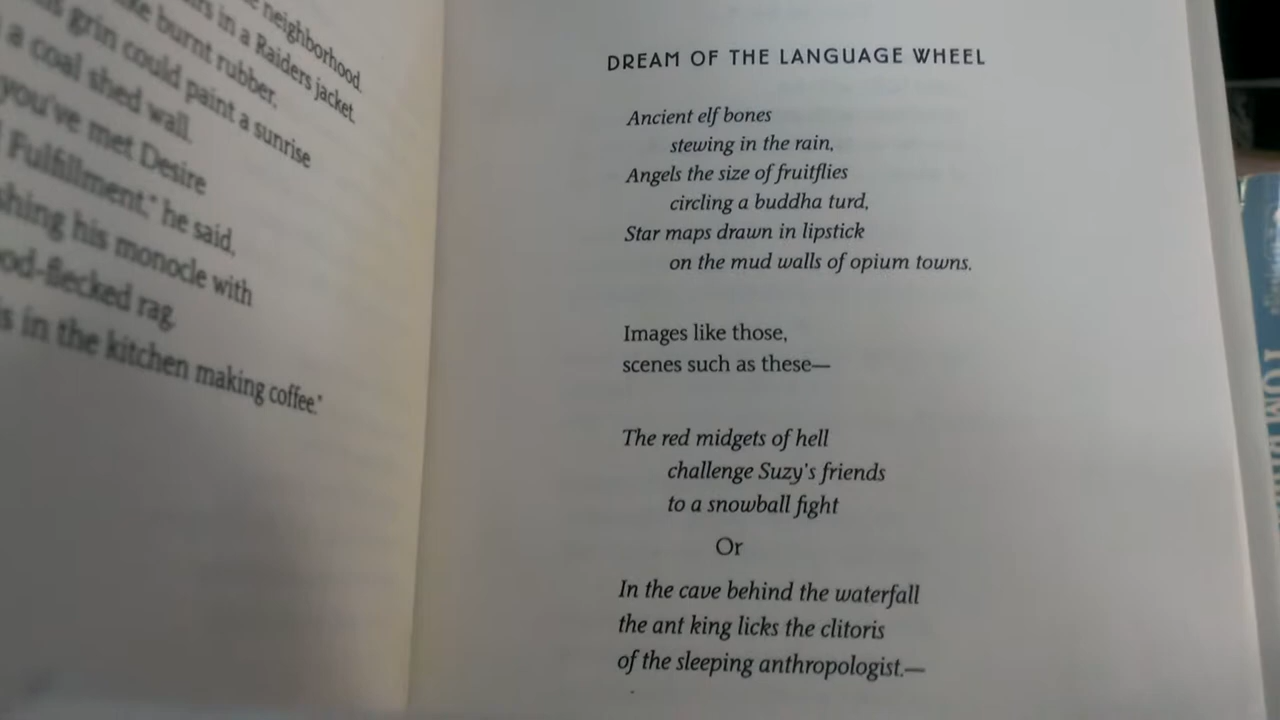 neighborhood.
in a Raiders jacket.
burnt rubber.
grin could paint a sunrise
a coal shed wall.
you've met Desire
Fulfillment," he said,
his monocle with
rag.
in the kitchen making coffee."
DREAM OF THE LANGUAGE WHEEL
Ancient elf bones
stewing in the rain,
Angels the size of fruitflies
circling a buddha turd,
Star maps drawn in lipstick
on the mud walls of opium towns.
Images like those,
scenes such as these—
The red midgets of hell
challenge Suzy's friends
to a snowball fight
Or
In the cave behind the waterfall
the ant king licks the clitoris
of the sleeping anthropologist.—
TOM